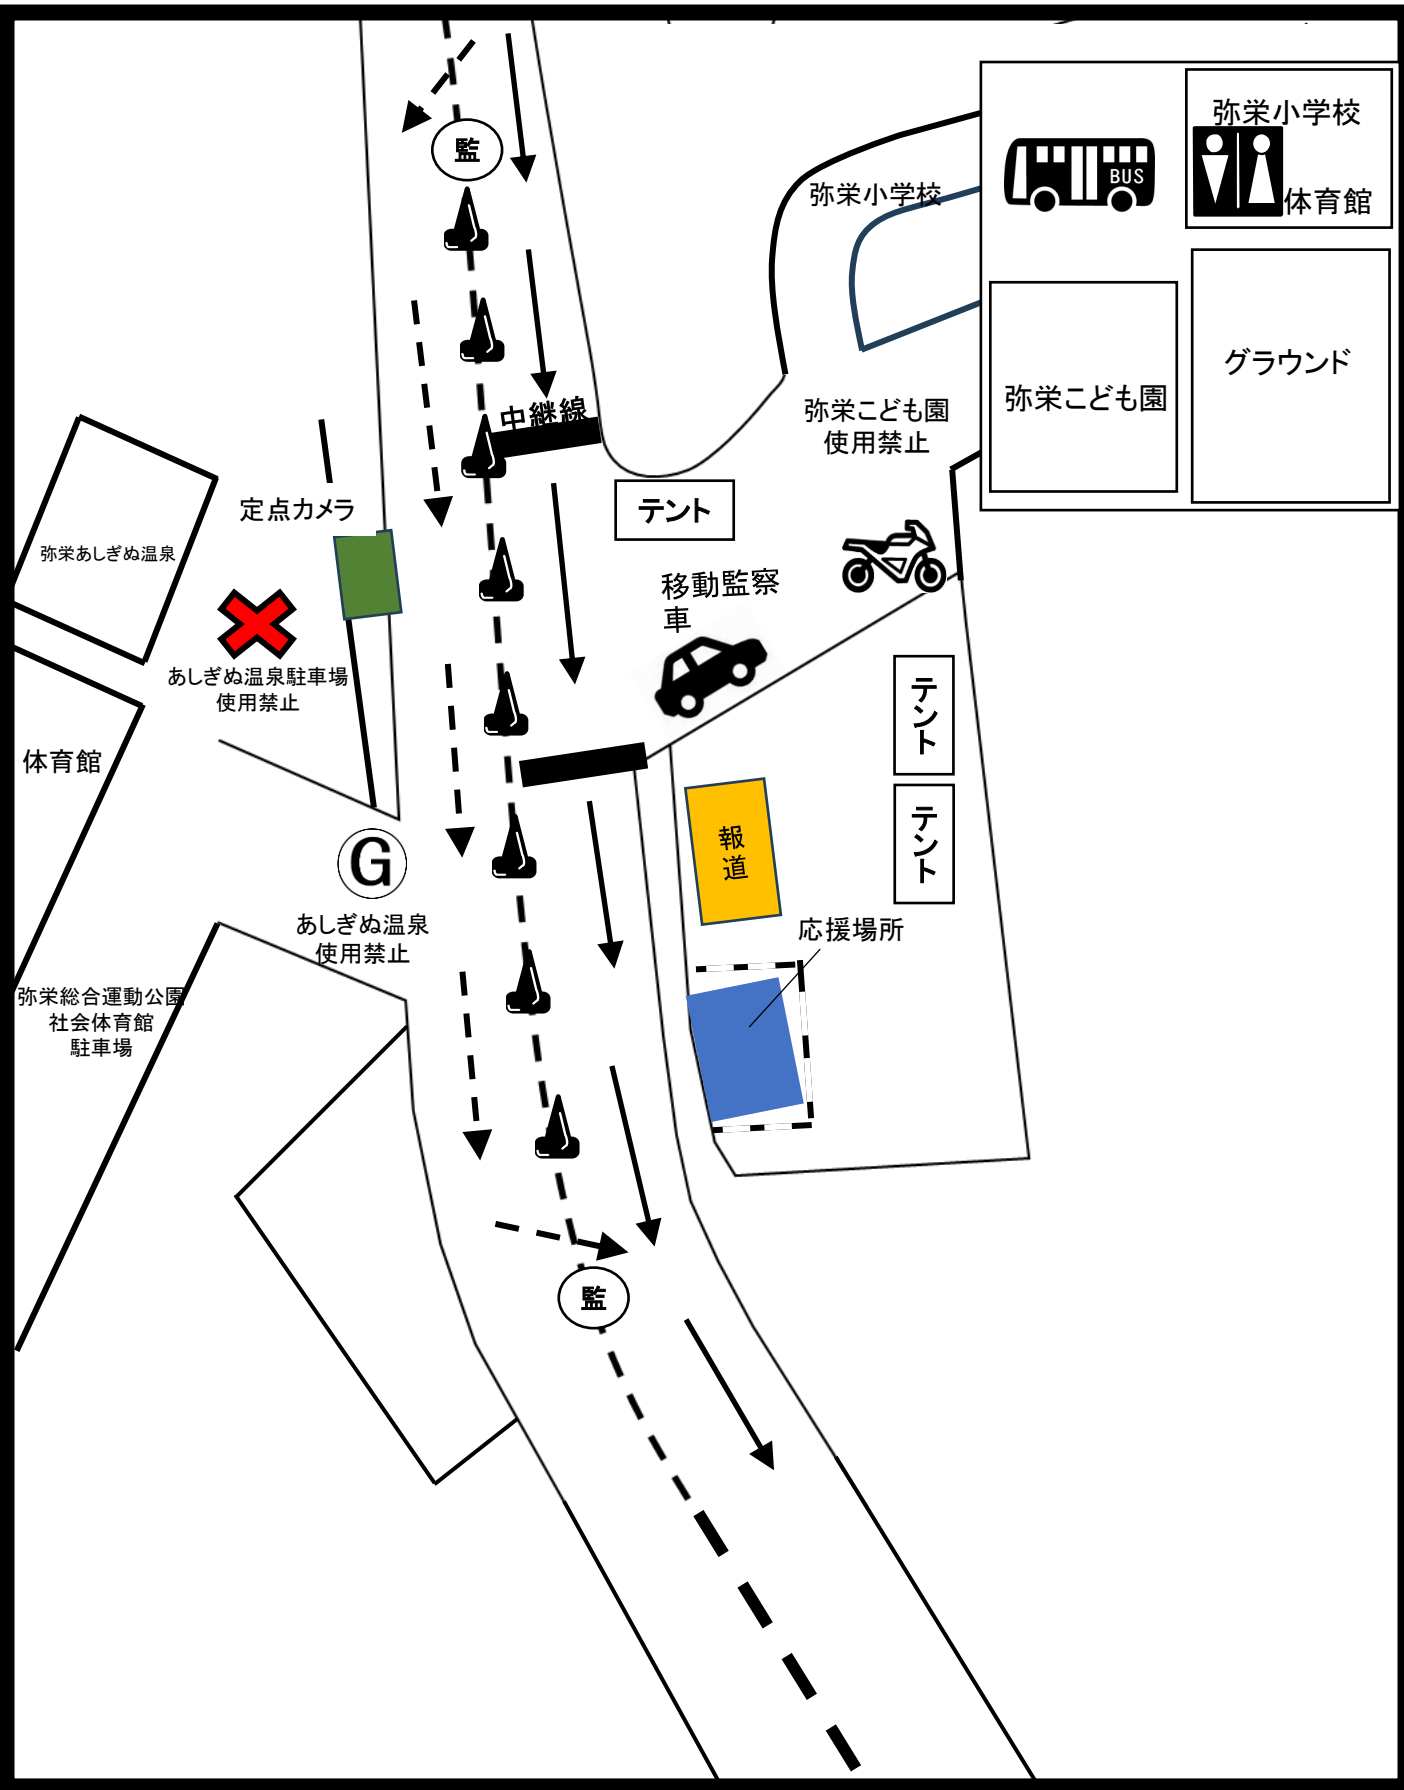 監
弥栄小学校
体育館
BUS
弥栄小学校
グラウンド
弥栄こども園
弥栄こども園
使用禁止
中継線
テント
定点カメラ
弥栄あしぎぬ温泉
移動監察
車
あしぎぬ温泉駐車場
使用禁止
テント
体育館
テント
報
道
G
あしぎぬ温泉
使用禁止
応援場所
弥栄総合運動公園
社会体育館
駐車場
監